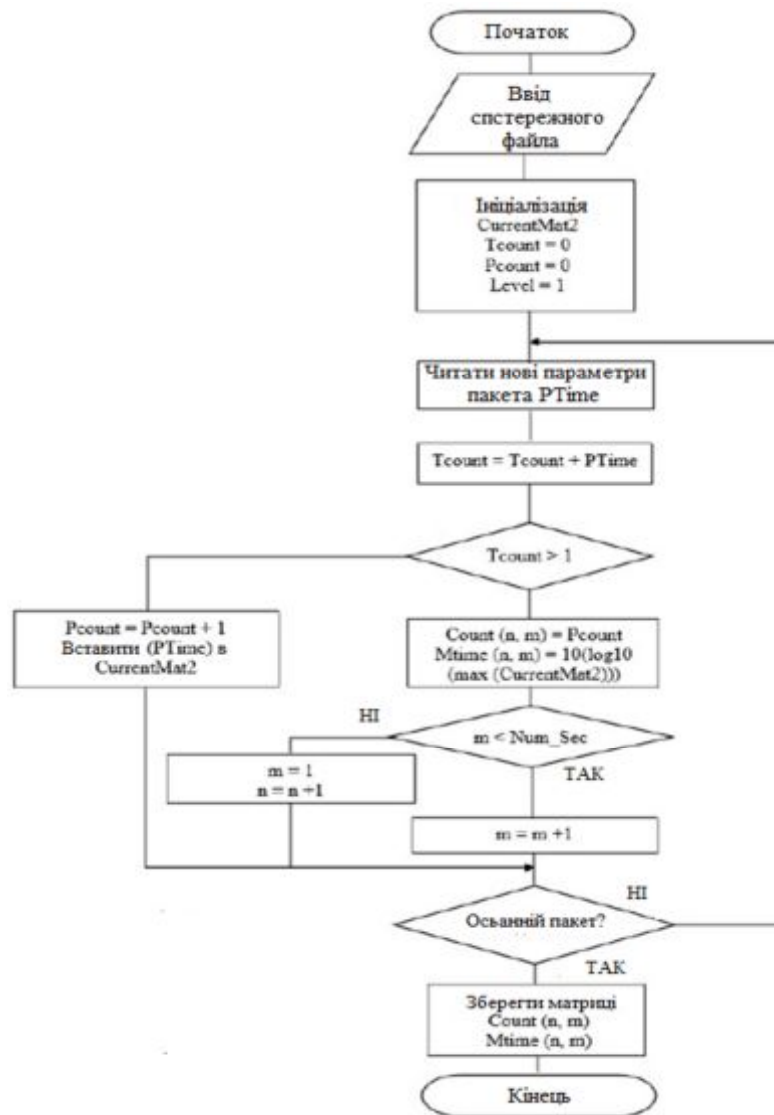 Початок
Ввід
спстережного
файла
Ініціалізація
CurrentMat2
Tcount = 0
Pcount = 0
Level = 1
Читати нові параметри
пакета PTime
Tcount = Tcount + PTime
Tcount > 1
Pcount = Pcount + 1
Вставити (PTime) в
CurrentMat2
Count (n, m) = Pcount
Mtime (n, m) = 10(log10
(max (CurrentMat2)))
НІ
m < Num_Sec
ТАК
m = 1
n = n +1
m = m +1
НІ
Осьанній пакет?
ТАК
Зберегти матриці
Count (n, m)
Mtime (n, m)
Кінець